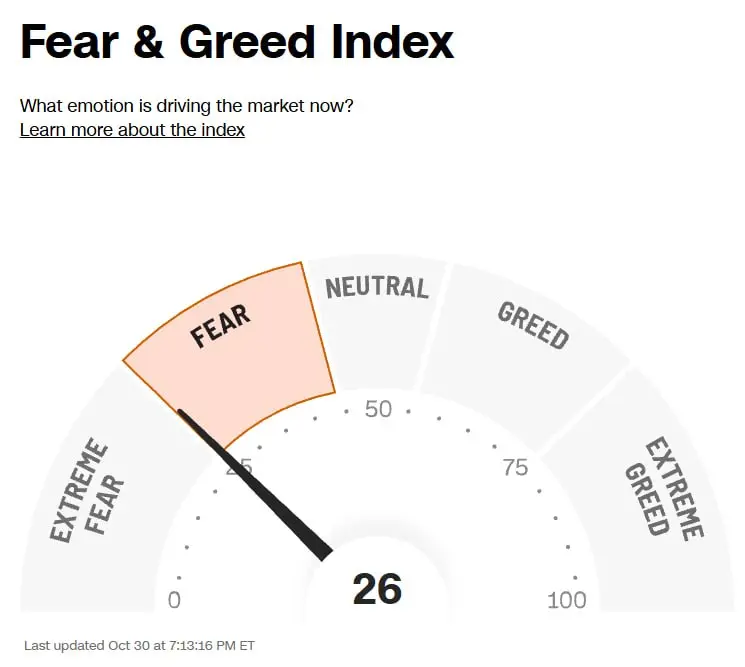 Fear & Greed Index
What emotion is driving the market now?
Learn more about the index
EXTREME
FEAR
FEAR
NEUTRAL
GREED
EXTREME
GREED
0
25
50
75
100
26
Last updated Oct 30 at 7:13:16 PM ET